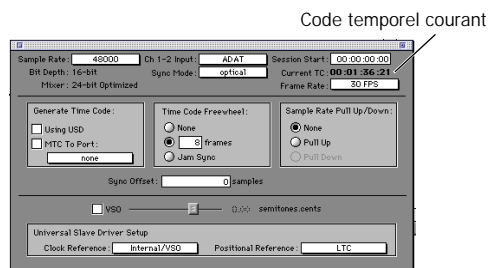 Code temporel courant
Sample Rate: 48000 Ch 1-2 Input: ADAT Session Start: 00:00:00:00
Bit Depth: 16-bit Sync Mode: optical Current TC: 00:01:36:21
Mixer: 24-bit Optimized Frame Rate: 30 FPS
Generate Time Code: Time Code Freewheel: Sample Rate Pull Up/Down:
Using USD None None
MTC To Port: 8 frames Pull Up
none Jam Sync Pull Down
Sync Offset: 0 samples
VSO semitones.cents
Universal Slave Driver Setup
Clock Reference: Internal/VSO Positional Reference: LTC